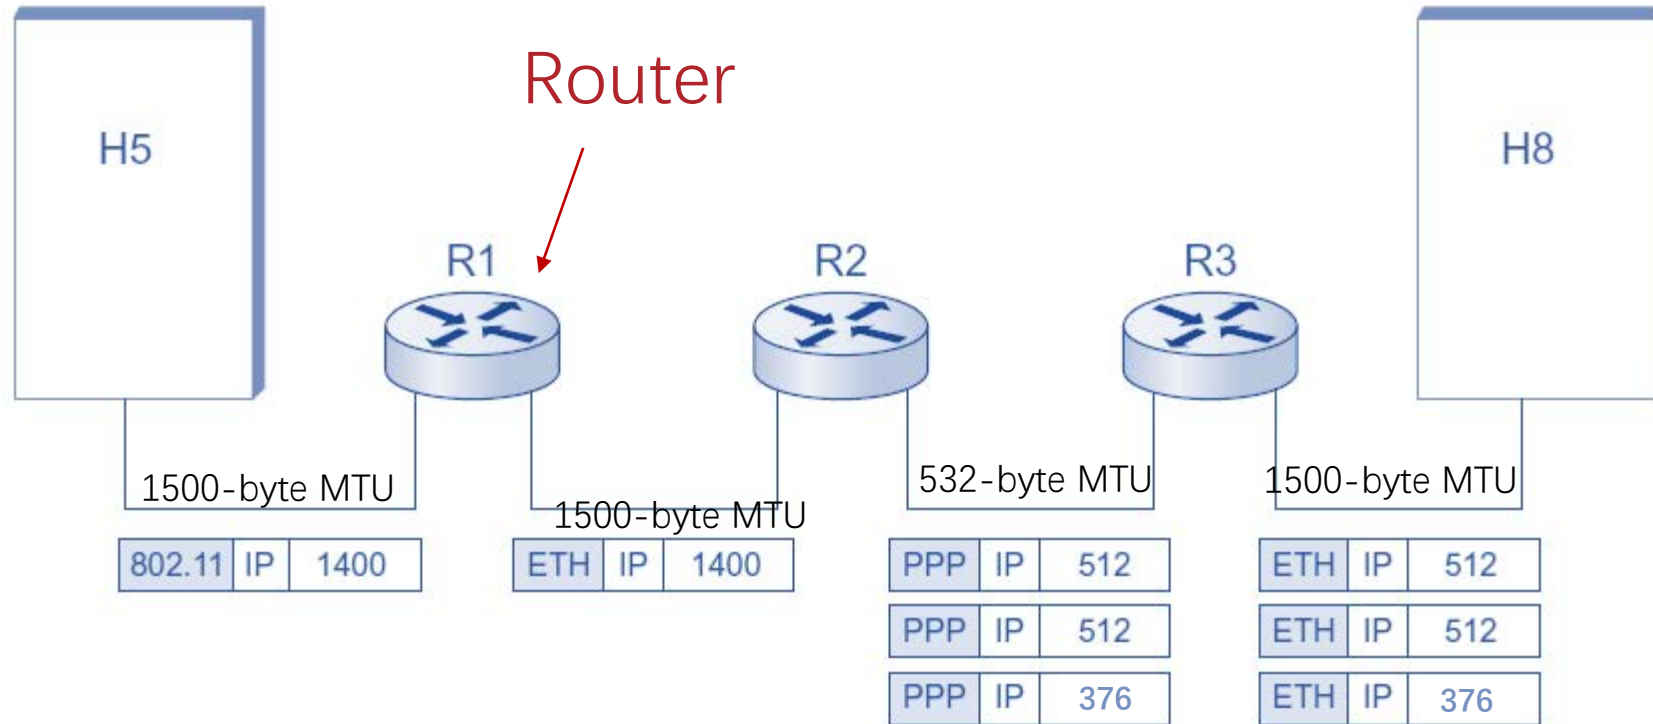 Router
H5
H8
R1
R2
R3
1500-byte MTU
1500-byte MTU
532-byte MTU
1500-byte MTU
802.11 IP 1400
ETH IP 1400
PPP IP 512
ETH IP 512
PPP IP 512
ETH IP 512
PPP IP 376
ETH IP 376